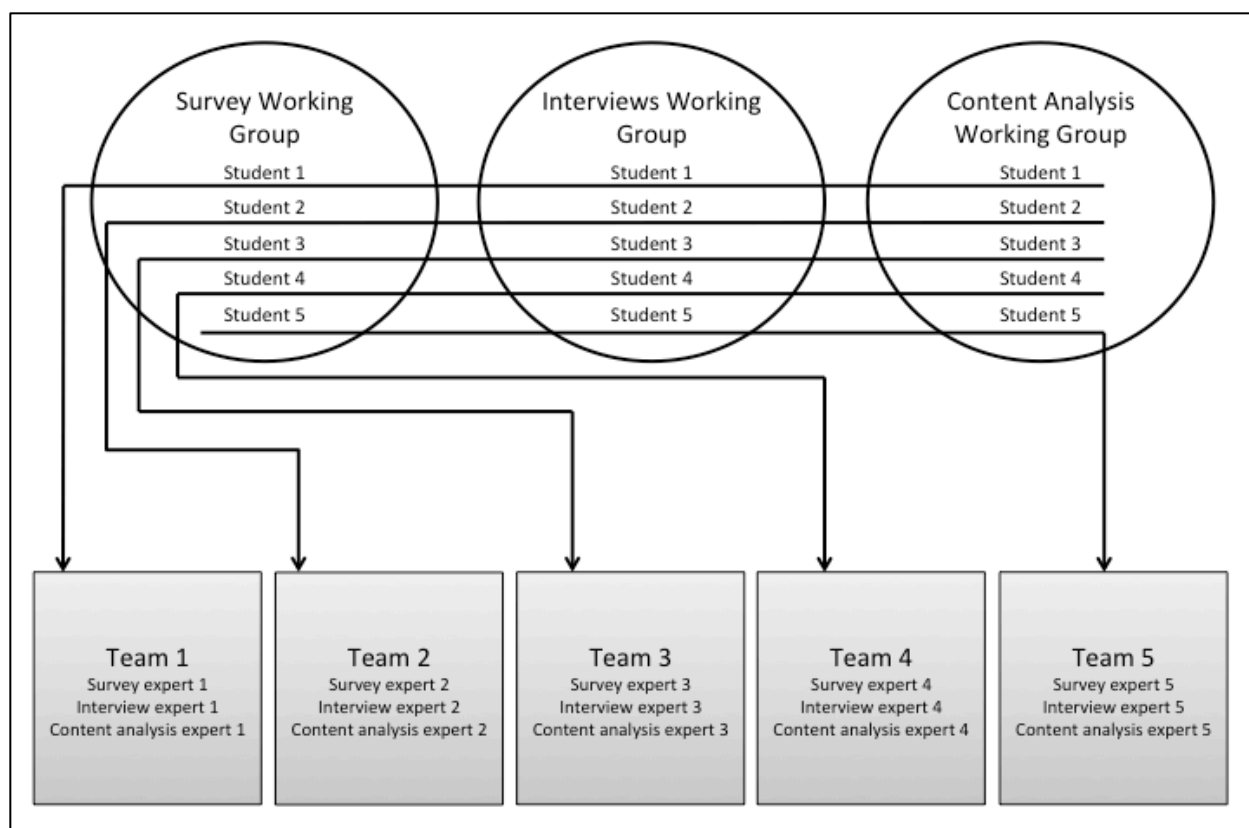 Survey Working
Group
Student 1
Student 2
Student 3
Student 4
Student 5
Interviews Working
Group
Student 1
Student 2
Student 3
Student 4
Student 5
Content Analysis
Working Group
Student 1
Student 2
Student 3
Student 4
Student 5
Team 1
Survey expert 1
Interview expert 1
Content analysis expert 1
Team 2
Survey expert 2
Interview expert 2
Content analysis expert 2
Team 3
Survey expert 3
Interview expert 3
Content analysis expert 3
Team 4
Survey expert 4
Interview expert 4
Content analysis expert 4
Team 5
Survey expert 5
Interview expert 5
Content analysis expert 5